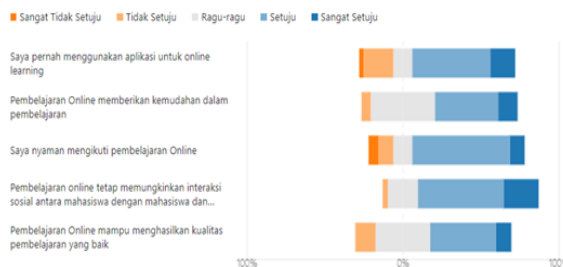 Sangat Tidak Setuju Tidak Setuju Ragu-ragu Setuju Sangat Setuju
Saya pernah menggunakan aplikasi untuk online
learning
Pembelajaran Online memberikan kemudahan dalam
pembelajaran
Saya nyaman mengikuti pembelajaran Online
Pembelajaran online tetap memungkinkan interaksi
sosial antara mahasiswa dengan mahasiswa dan...
Pembelajaran Online mampu menghasilkan kualitas
pembelajaran yang baik
100% 0% 100%